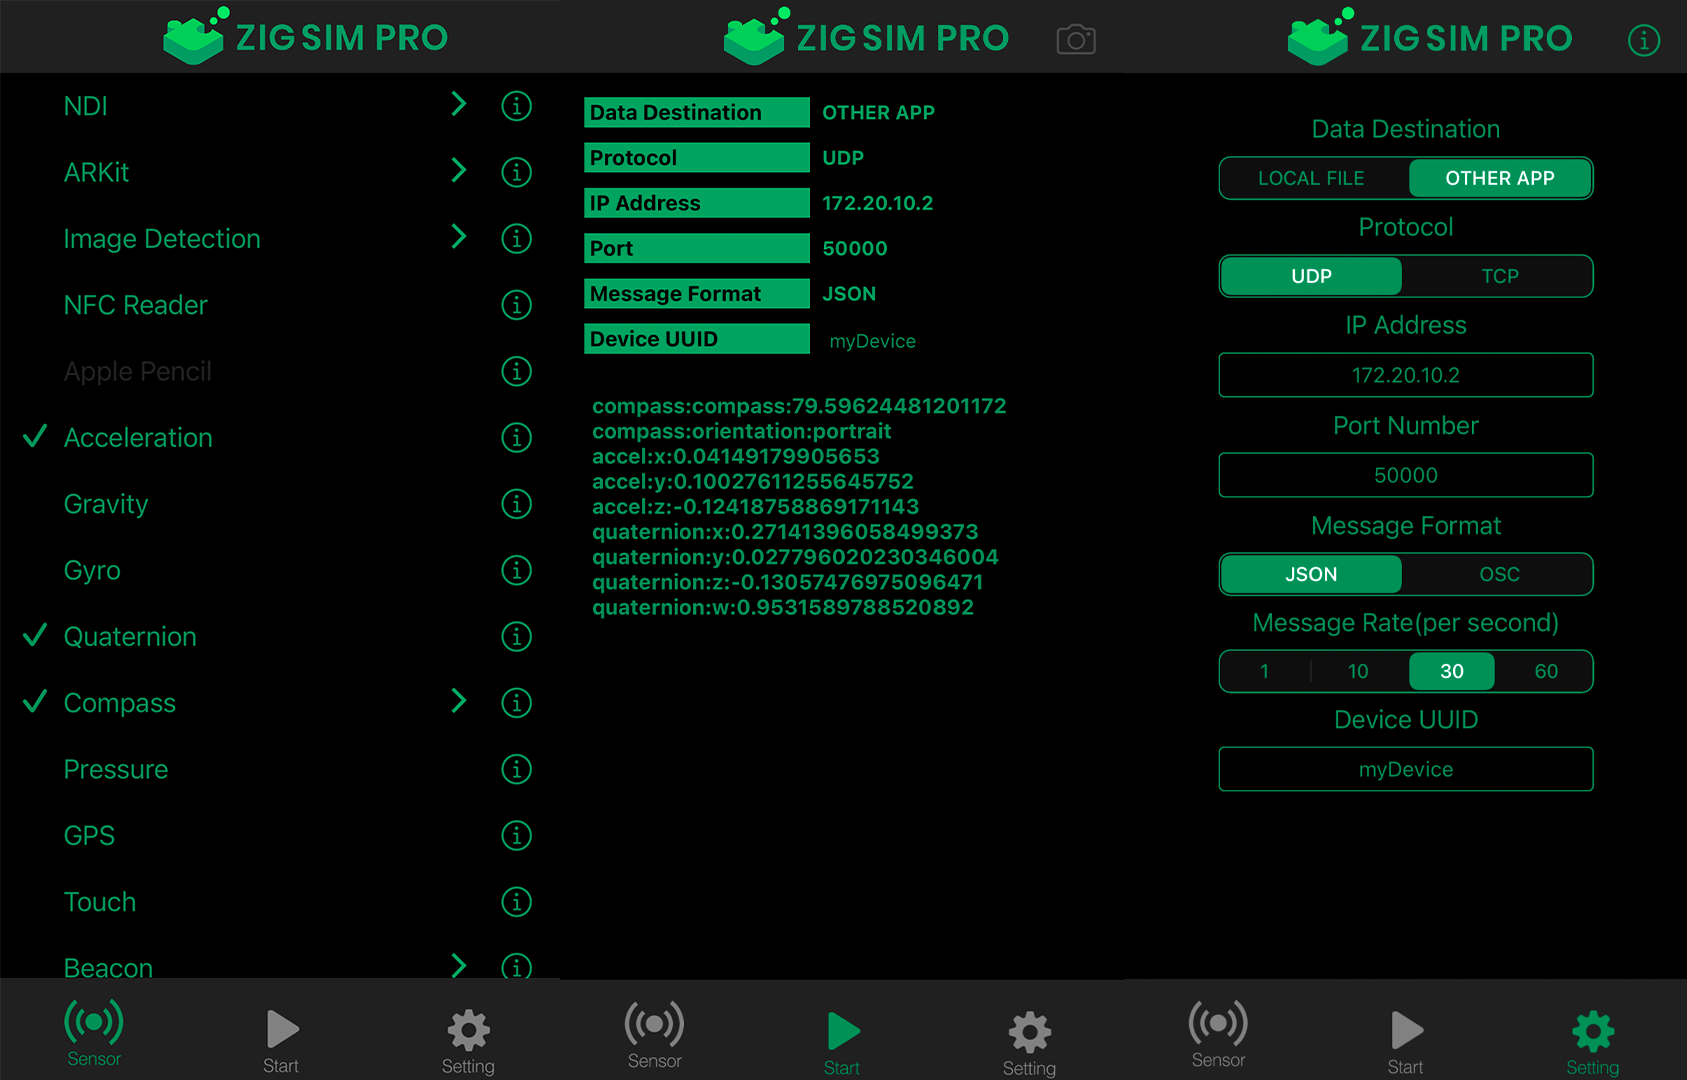 ZIG SIM PRO
NDI
ARKit
Image Detection
NFC Reader
Apple Pencil
Acceleration
Gravity
Gyro
Quaternion
Compass
Pressure
GPS
Touch
Beacon
Sensor
Start
Setting
ZIG SIM PRO
Data Destination OTHER APP
Protocol UDP
IP Address 172.20.10.2
Port 50000
Message Format JSON
Device UUID myDevice
compass:compass:79.59624481201172
compass:orientation:portrait
accel:x:0.04149179905653
accel:y:0.10027611255645752
accel:z:-0.12418758869171143
quaternion:x:0.27141396058499373
quaternion:y:0.027796020230346004
quaternion:z:-0.13057476975096471
quaternion:w:0.9531589788520892
Sensor
Start
Setting
ZIG SIM PRO
Data Destination
LOCAL FILE OTHER APP
Protocol
UDP TCP
IP Address
172.20.10.2
Port Number
50000
Message Format
JSON OSC
Message Rate(per second)
1 10 30 60
Device UUID
myDevice
Sensor
Start
Setting